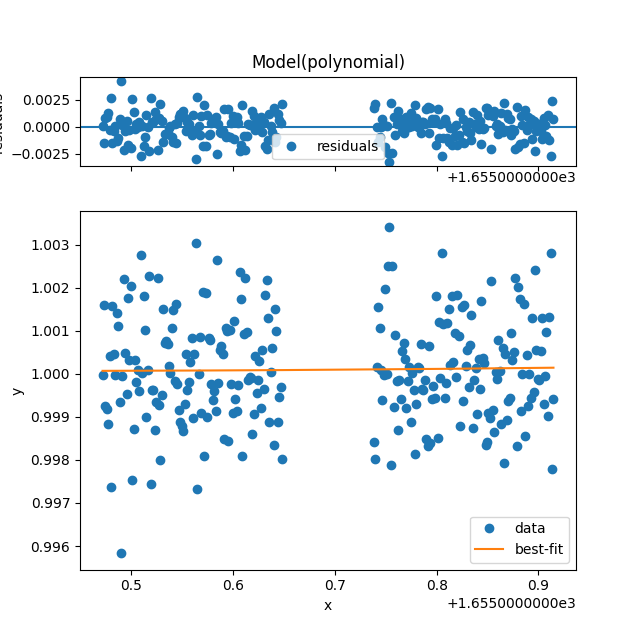 Model(polynomial)
0.0025
0.0000
−0.0025
residuals
+1.6550000000e3
1.003
1.002
1.001
1.000
0.999
0.998
0.997
0.996
y
data
best-fit
0.5 0.6 0.7 0.8 0.9
x
+1.6550000000e3